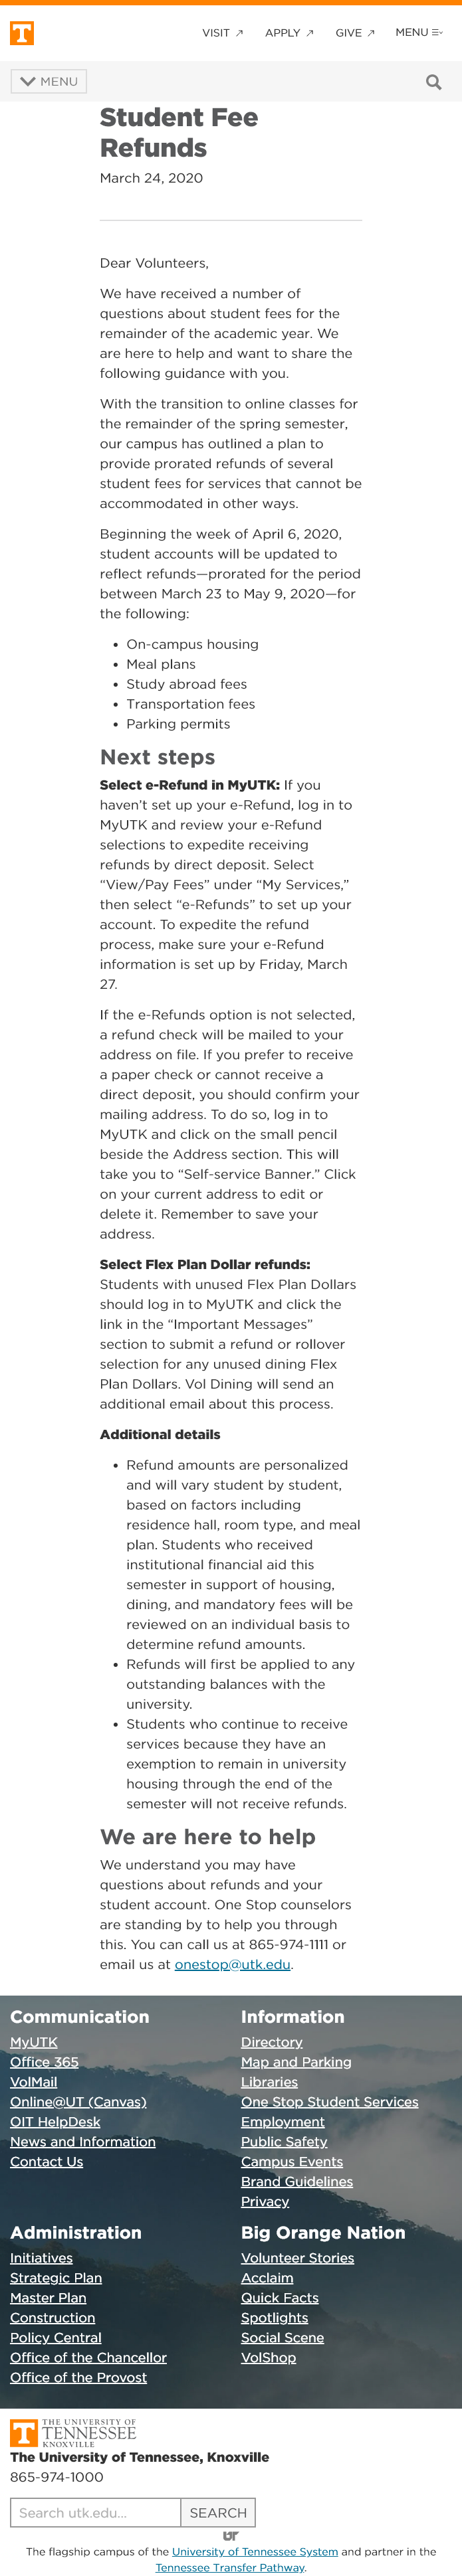 VISIT ↗ APPLY ↗ GIVE ↗ MENU
MENU
Student Fee
Refunds
March 24, 2020
Dear Volunteers,
We have received a number of
questions about student fees for the
remainder of the academic year. We
are here to help and want to share the
following guidance with you.
With the transition to online classes for
the remainder of the spring semester,
our campus has outlined a plan to
provide prorated refunds of several
student fees for services that cannot be
accommodated in other ways.
Beginning the week of April 6, 2020,
student accounts will be updated to
reflect refunds—prorated for the period
between March 23 to May 9, 2020—for
the following:
• On-campus housing
• Meal plans
• Study abroad fees
• Transportation fees
• Parking permits
Next steps
Select e-Refund in MyUTK: If you
haven’t set up your e-Refund, log in to
MyUTK and review your e-Refund
selections to expedite receiving
refunds by direct deposit. Select
“View/Pay Fees” under “My Services,”
then select “e-Refunds” to set up your
account. To expedite the refund
process, make sure your e-Refund
information is set up by Friday, March
27.
If the e-Refunds option is not selected,
a refund check will be mailed to your
address on file. If you prefer to receive
a paper check or cannot receive a
direct deposit, you should confirm your
mailing address. To do so, log in to
MyUTK and click on the small pencil
beside the Address section. This will
take you to “Self-service Banner.” Click
on your current address to edit or
delete it. Remember to save your
address.
Select Flex Plan Dollar refunds:
Students with unused Flex Plan Dollars
should log in to MyUTK and click the
link in the “Important Messages”
section to submit a refund or rollover
selection for any unused dining Flex
Plan Dollars. Vol Dining will send an
additional email about this process.
Additional details
• Refund amounts are personalized
and will vary student by student,
based on factors including
residence hall, room type, and meal
plan. Students who received
institutional financial aid this
semester in support of housing,
dining, and mandatory fees will be
reviewed on an individual basis to
determine refund amounts.
• Refunds will first be applied to any
outstanding balances with the
university.
• Students who continue to receive
services because they have an
exemption to remain in university
housing through the end of the
semester will not receive refunds.
We are here to help
We understand you may have
questions about refunds and your
student account. One Stop counselors
are standing by to help you through
this. You can call us at 865-974-1111 or
email us at onestop@utk.edu.
Communication
MyUTK
Office 365
VolMail
Online@UT (Canvas)
OIT HelpDesk
News and Information
Contact Us
Information
Directory
Map and Parking
Libraries
One Stop Student Services
Employment
Public Safety
Campus Events
Brand Guidelines
Privacy
Administration
Initiatives
Strategic Plan
Master Plan
Construction
Policy Central
Office of the Chancellor
Office of the Provost
Big Orange Nation
Volunteer Stories
Acclaim
Quick Facts
Spotlights
Social Scene
VolShop
T THE UNIVERSITY OF
TENNESSEE
KNOXVILLE
The University of Tennessee, Knoxville
865-974-1000
Search utk.edu... SEARCH
UT
The flagship campus of the University of Tennessee System and partner in the
Tennessee Transfer Pathway.